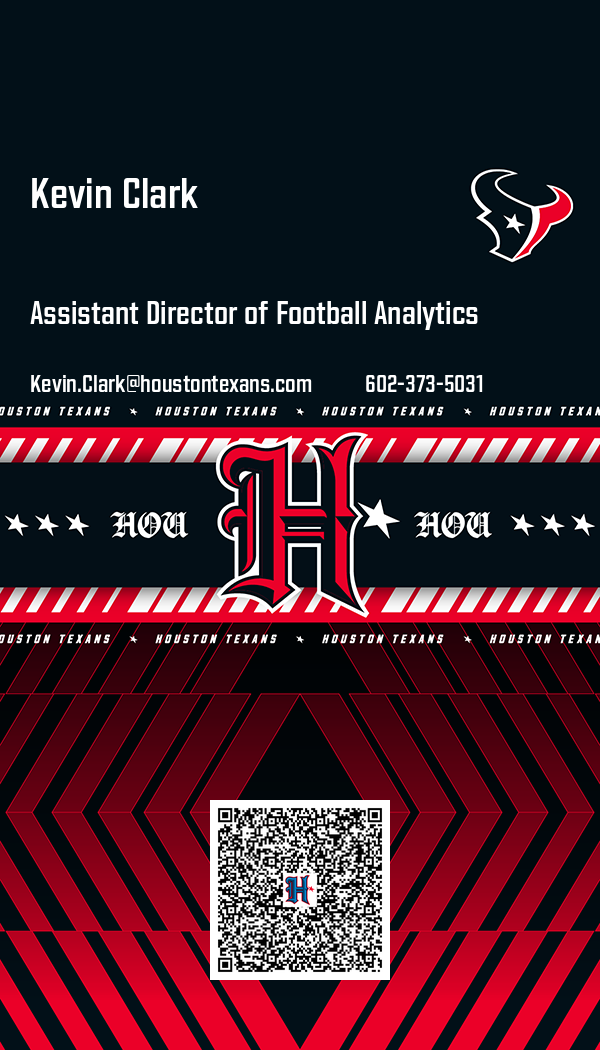 Kevin Clark
Assistant Director of Football Analytics
Kevin.Clark@houstontexans.com 602-373-5031
HOUSTON TEXANS HOUSTON TEXANS HOUSTON TEXANS HOUSTON TEXANS
HOU H HOU
HOUSTON TEXANS HOUSTON TEXANS HOUSTON TEXANS HOUSTON TEXANS
H